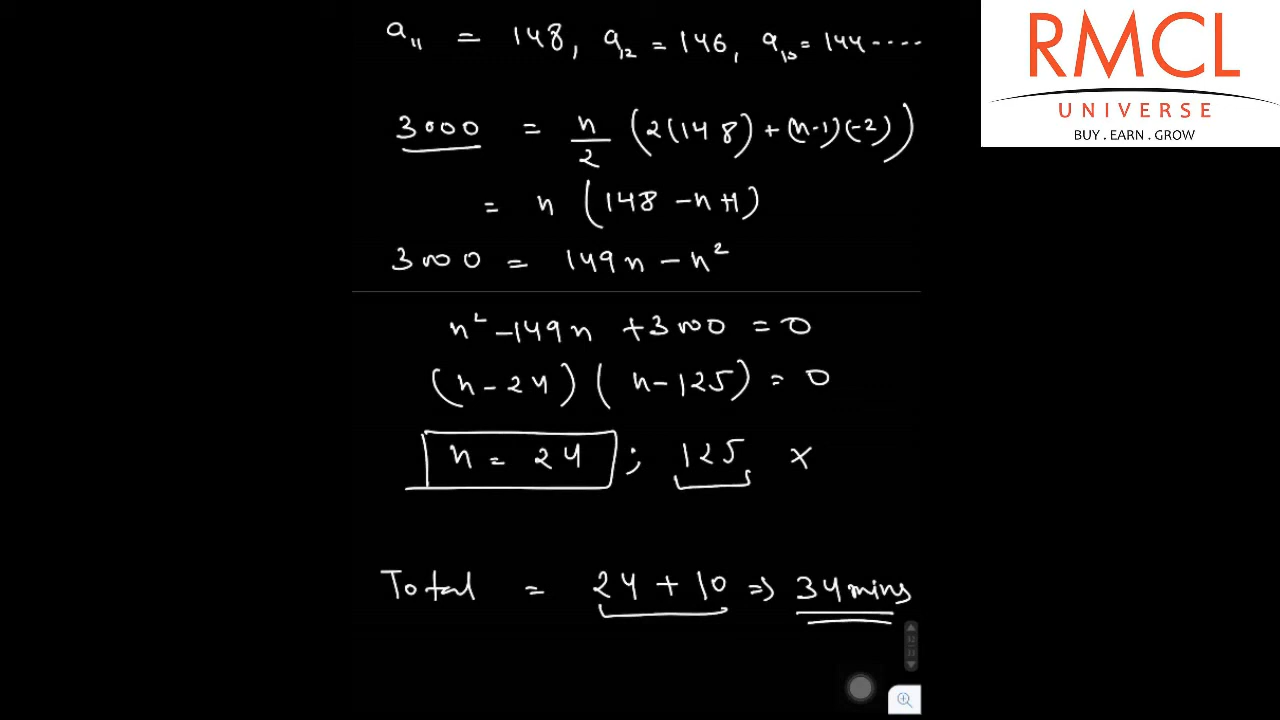 a₁₁ = 148, a₁₂ = 146, a₁₀ = 144 ....
3000 = n/2 (2(148) + (n-1)(-2))
= n (148 - n + 1)
3000 = 149n - n²
n² - 149n + 3000 = 0
(n - 24) (n - 125) = 0
n = 24 ; 125 ×
Total = 24 + 10 ⇒ 34 mins
RMCL
UNIVERSE
BUY . EARN . GROW